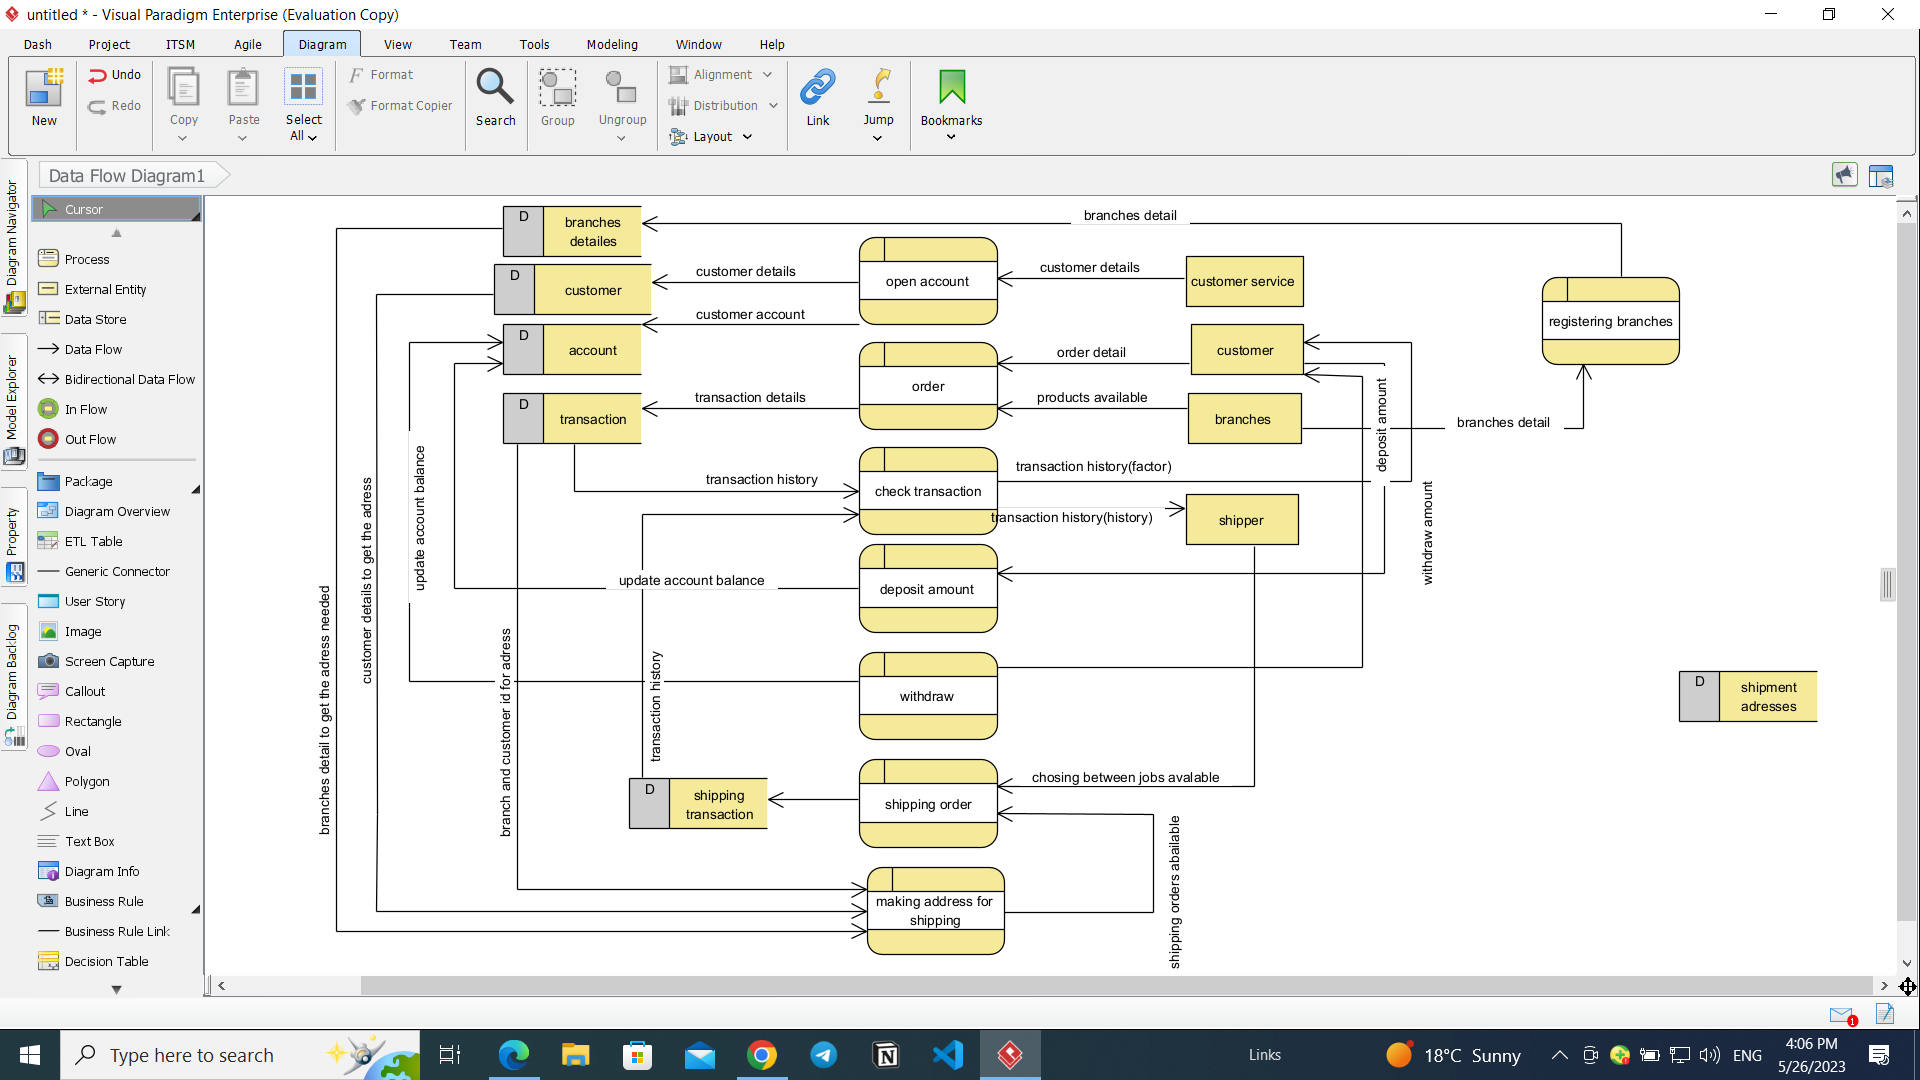 untitled * - Visual Paradigm Enterprise (Evaluation Copy)
Dash Project ITSM Agile Diagram View Team Tools Modeling Window Help
New
Undo
Redo
Copy
Paste
Select
All
Format
Format Copier
Search
Group
Ungroup
Alignment
Distribution
Layout
Link
Jump
Bookmarks
Diagram Navigator
Model Explorer
Property
Diagram Backlog
Data Flow Diagram1
Cursor
Process
External Entity
Data Store
Data Flow
Bidirectional Data Flow
In Flow
Out Flow
Package
Diagram Overview
ETL Table
Generic Connector
User Story
Image
Screen Capture
Callout
Rectangle
Oval
Polygon
Line
Text Box
Diagram Info
Business Rule
Business Rule Link
Decision Table
D
branches
detailes
branches detail
D
customer
customer details
open account
customer details
customer service
customer account
registering branches
D
account
order detail
customer
order
D
transaction
transaction details
products available
branches
branches detail
deposit amount
transaction history
check transaction
transaction history(factor)
transaction history(history)
shipper
withdraw amount
update account balance
customer details to get the adress
branches detail to get the adress needed
update account balance
deposit amount
branch and customer id for adress
transaction history
withdraw
D
shipment
adresses
D
shipping
transaction
shipping order
chosing between jobs avalable
shipping orders abailable
making address for
shipping
1
Type here to search
Links
18°C Sunny
ENG
4:06 PM
5/26/2023